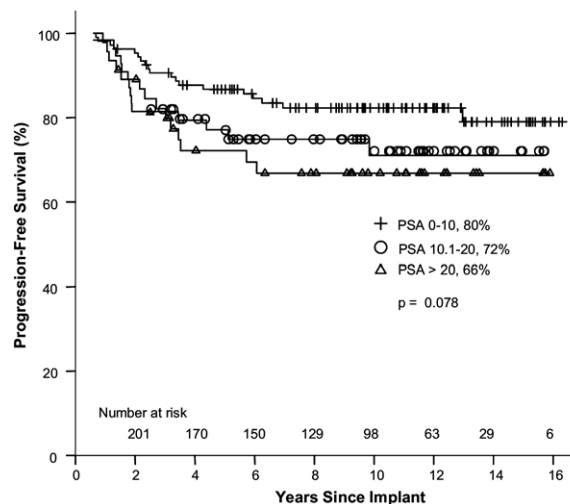 100
80
60
40
20
0
Progression-Free Survival (%)
PSA 0-10, 80%
PSA 10.1-20, 72%
PSA > 20, 66%
p = 0.078
Number at risk
201 170 150 129 98 63 29 6
0 2 4 6 8 10 12 14 16
Years Since Implant